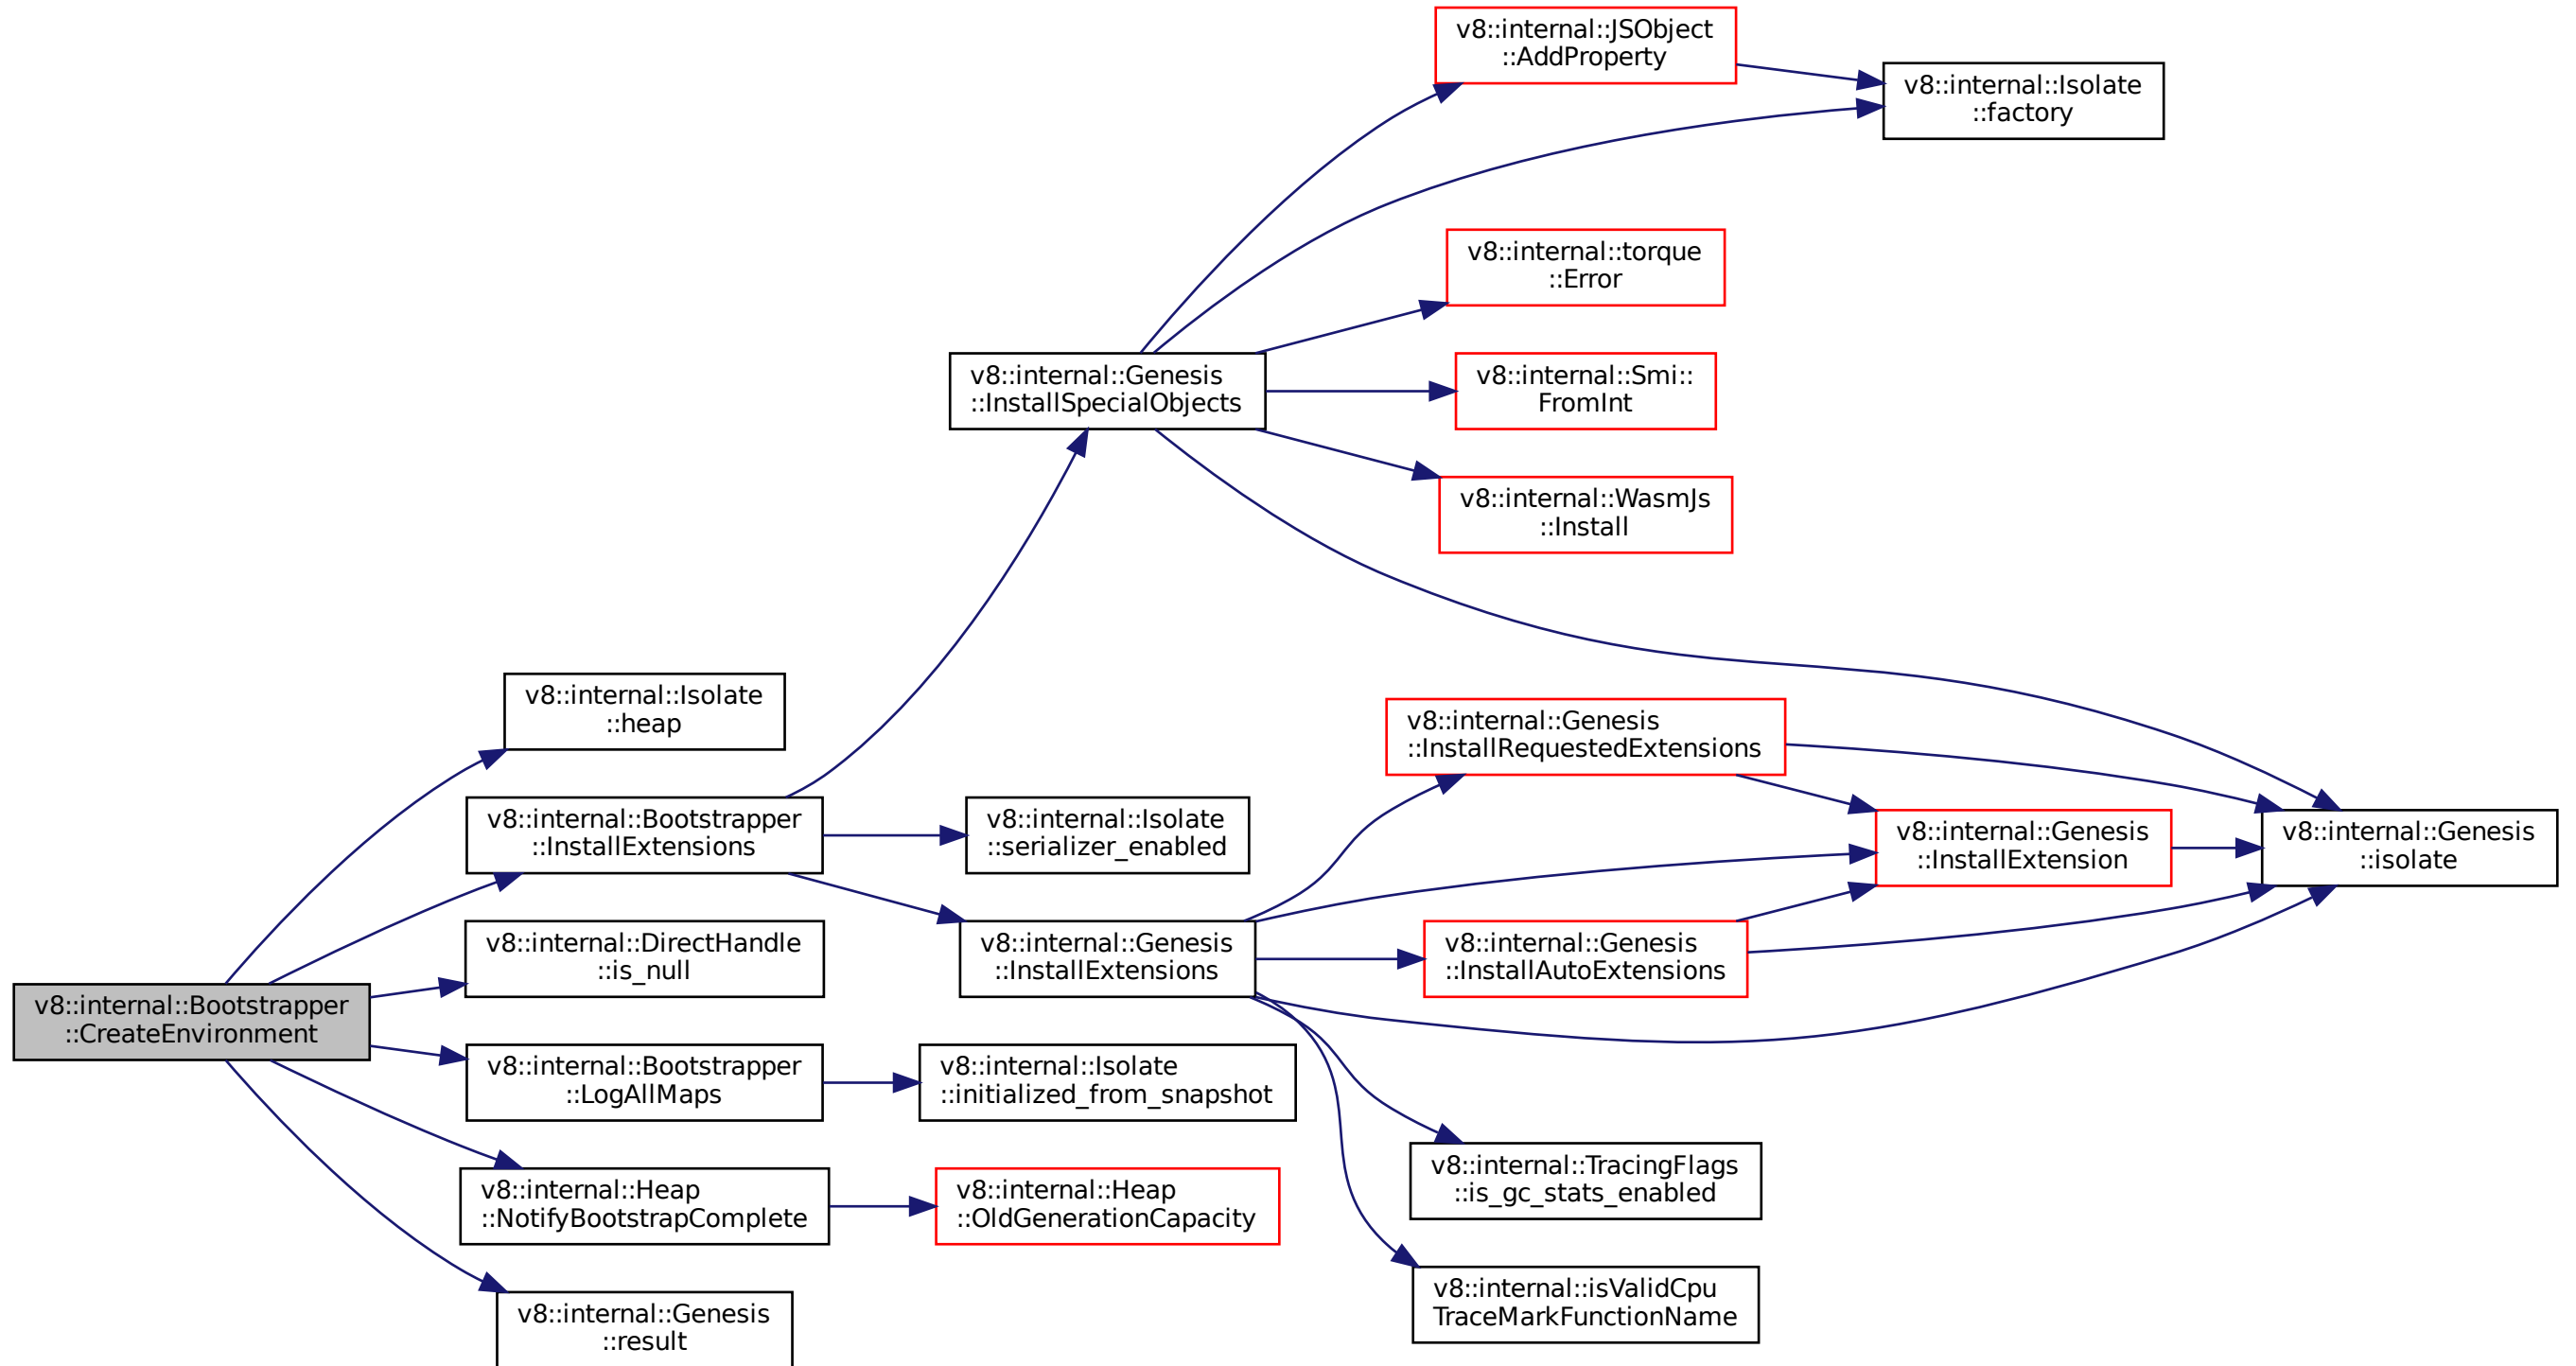 v8::internal::JSObject
::AddProperty
v8::internal::Isolate
::factory
v8::internal::torque
::Error
v8::internal::Genesis
::InstallSpecialObjects
v8::internal::Smi::
FromInt
v8::internal::WasmJs
::Install
v8::internal::Isolate
::heap
v8::internal::Genesis
::InstallRequestedExtensions
v8::internal::Bootstrapper
::InstallExtensions
v8::internal::Isolate
::serializer_enabled
v8::internal::Genesis
::InstallExtension
v8::internal::Genesis
::isolate
v8::internal::DirectHandle
::is_null
v8::internal::Genesis
::InstallExtensions
v8::internal::Genesis
::InstallAutoExtensions
v8::internal::Bootstrapper
::CreateEnvironment
v8::internal::Bootstrapper
::LogAllMaps
v8::internal::Isolate
::initialized_from_snapshot
v8::internal::TracingFlags
::is_gc_stats_enabled
v8::internal::Heap
::NotifyBootstrapComplete
v8::internal::Heap
::OldGenerationCapacity
v8::internal::isValidCpu
TraceMarkFunctionName
v8::internal::Genesis
::result